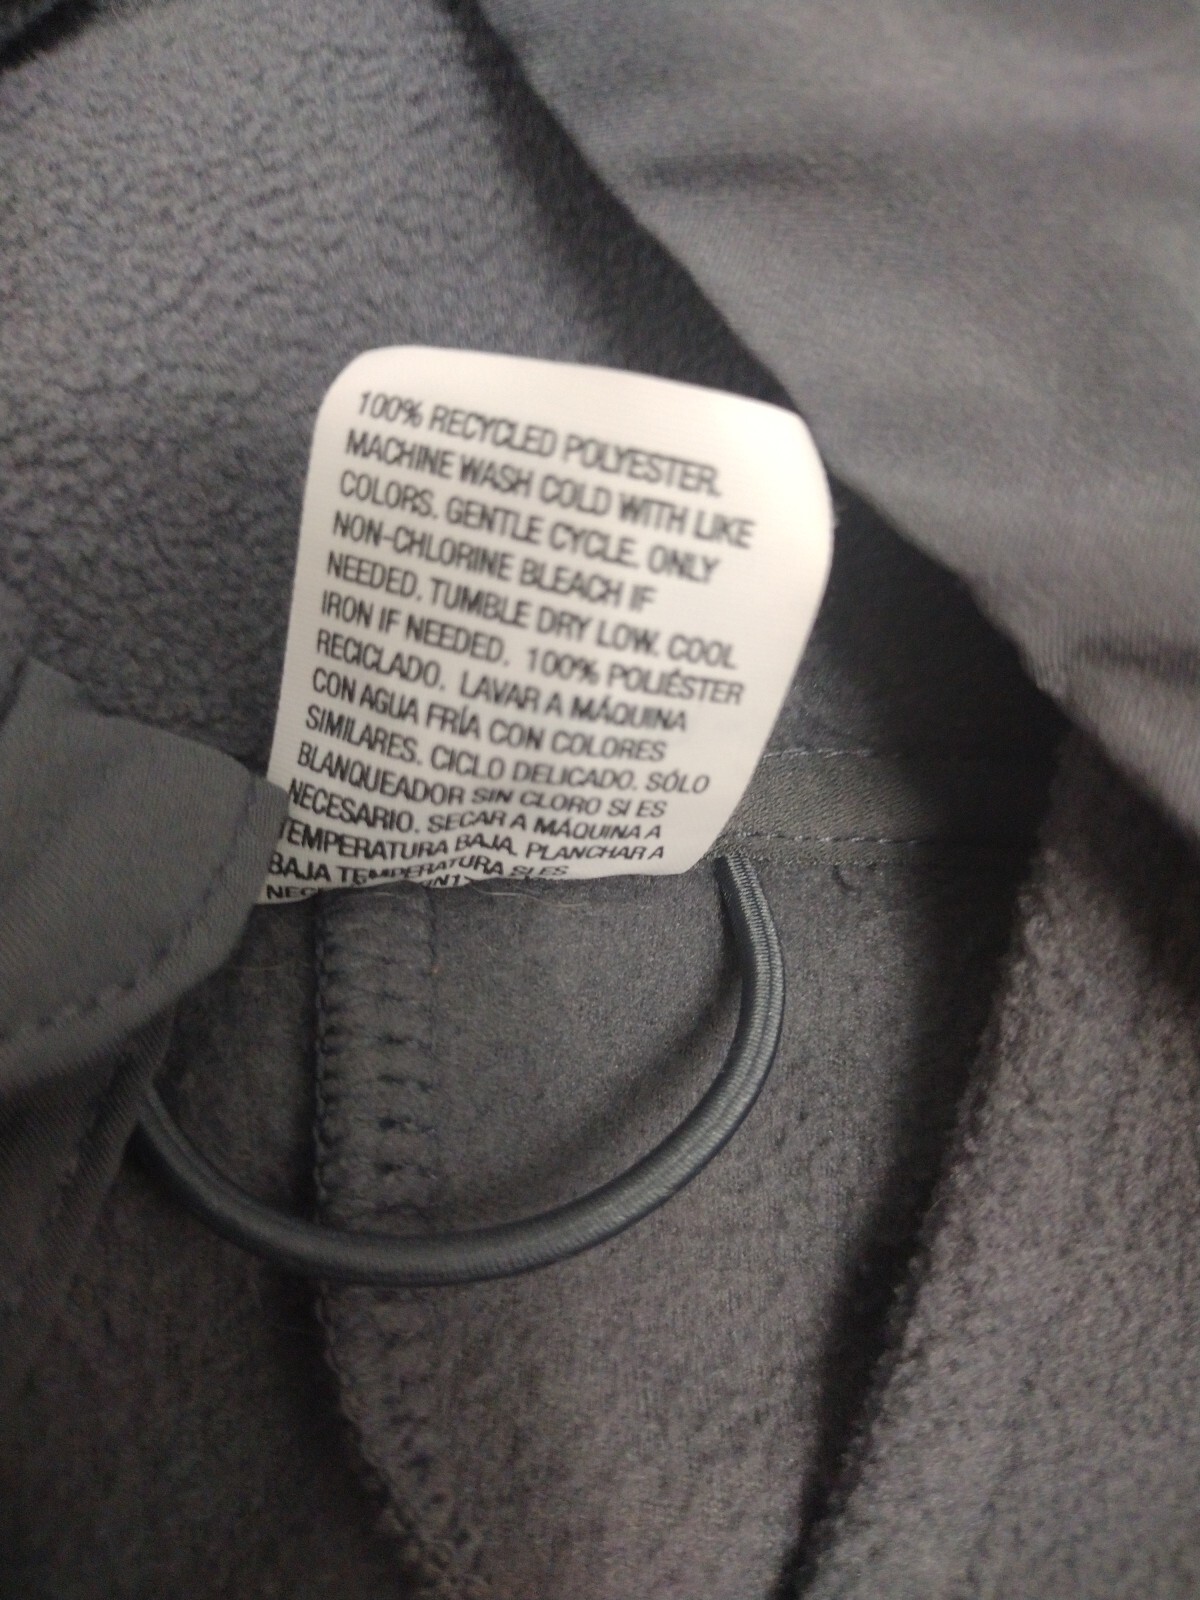 100% RECYCLED POLYESTER.
MACHINE WASH COLD WITH LIKE
COLORS. GENTLE CYCLE. ONLY
NON-CHLORINE BLEACH IF
NEEDED. TUMBLE DRY LOW. COOL
IRON IF NEEDED. 100% POLIÉSTER
RECICLADO. LAVAR A MÁQUINA
CON AGUA FRÍA CON COLORES
SIMILARES. CICLO DELICADO. SÓLO
BLANQUEADOR SIN CLORO SI ES
NECESARIO. SECAR A MÁQUINA A
TEMPERATURA BAJA. PLANCHAR A
BAJA TEMPERATURA SI ES